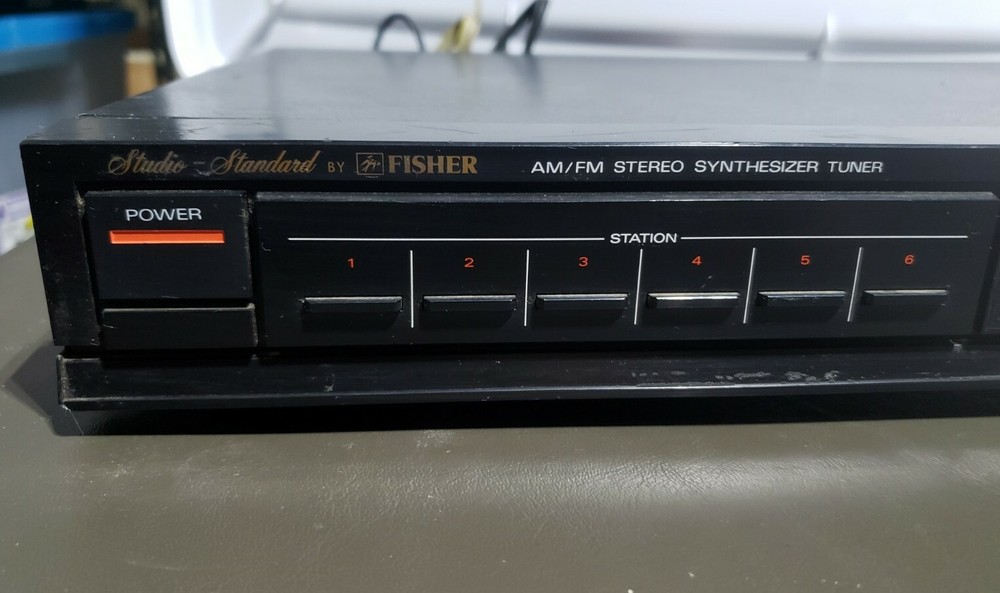 Studio-Standard BY FISHER AM/FM STEREO SYNTHESIZER TUNER
POWER
STATION
1 2 3 4 5 6